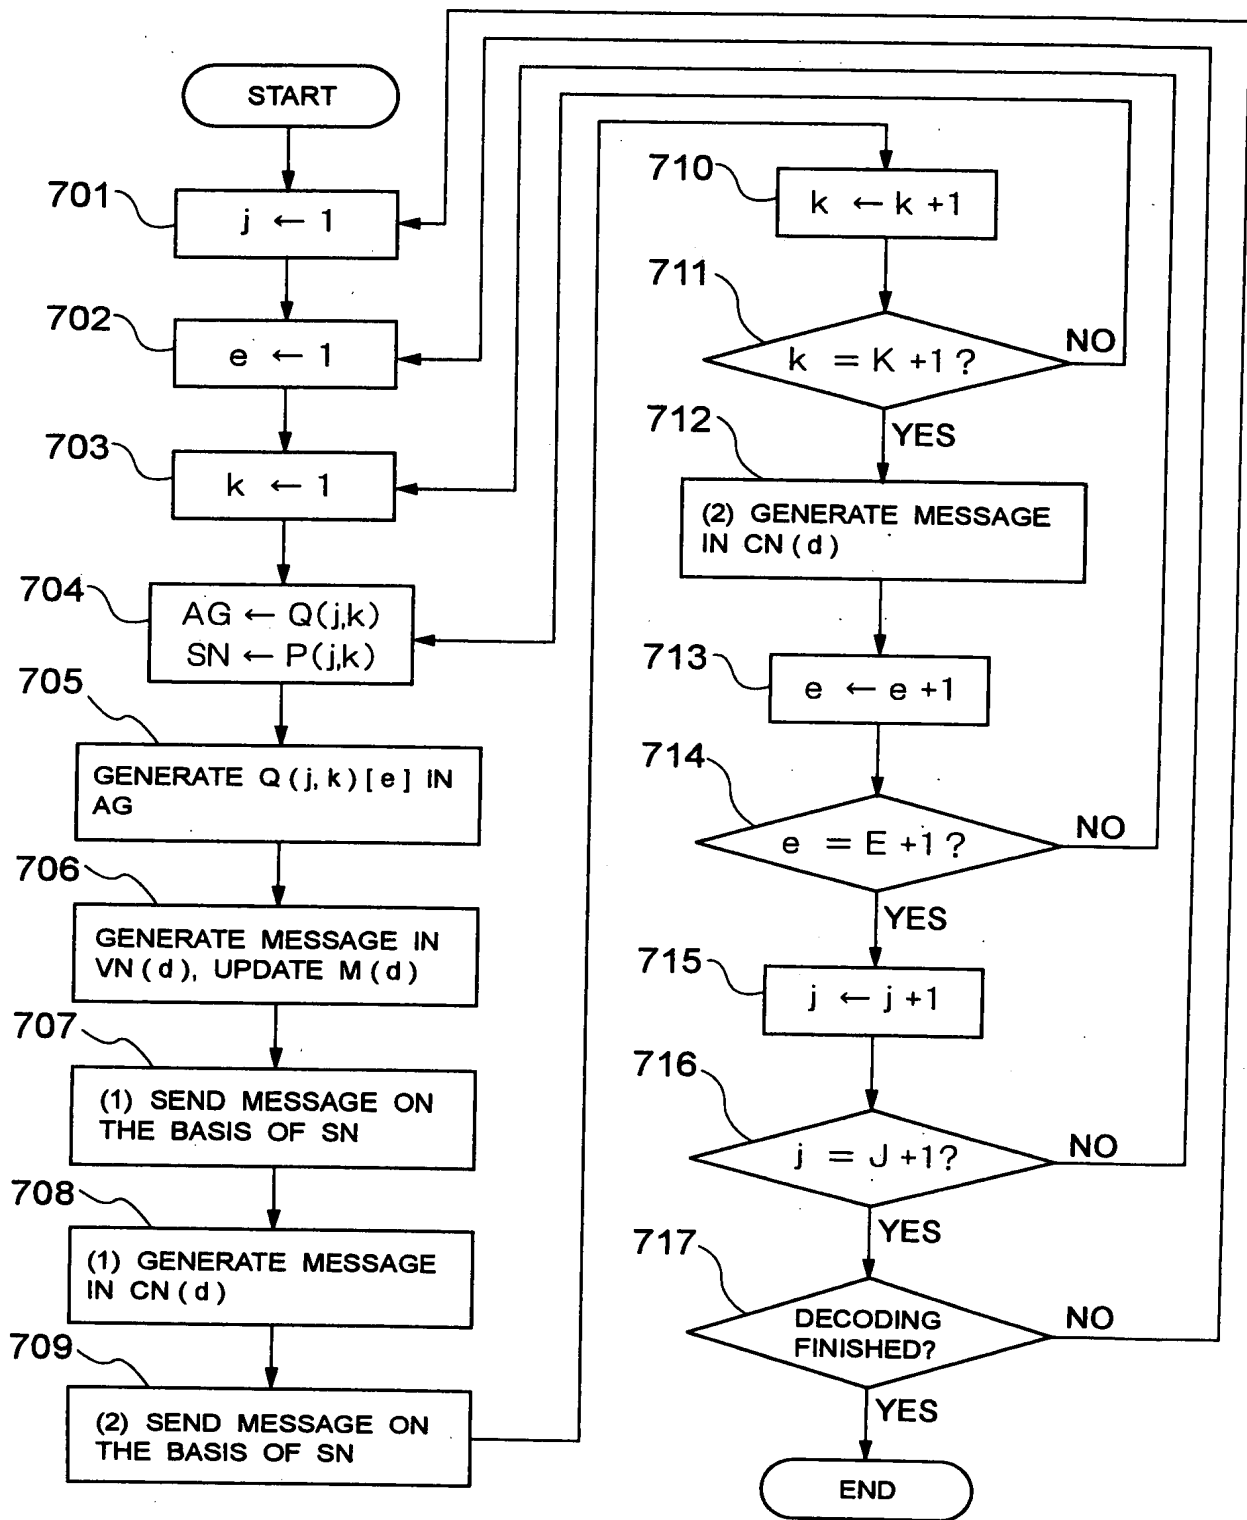 START
701
j ← 1
702
e ← 1
703
k ← 1
704
AG ← Q(j,k)
SN ← P(j,k)
705
GENERATE Q(j,k)[e] IN
AG
706
GENERATE MESSAGE IN
VN(d), UPDATE M(d)
707
(1) SEND MESSAGE ON
THE BASIS OF SN
708
(1) GENERATE MESSAGE
IN CN(d)
709
(2) SEND MESSAGE ON
THE BASIS OF SN
710
k ← k+1
711
k = K+1?
NO
YES
712
(2) GENERATE MESSAGE
IN CN(d)
713
e ← e+1
714
e = E+1?
NO
YES
715
j ← j+1
716
j = J+1?
NO
YES
717
DECODING
FINISHED?
NO
YES
END